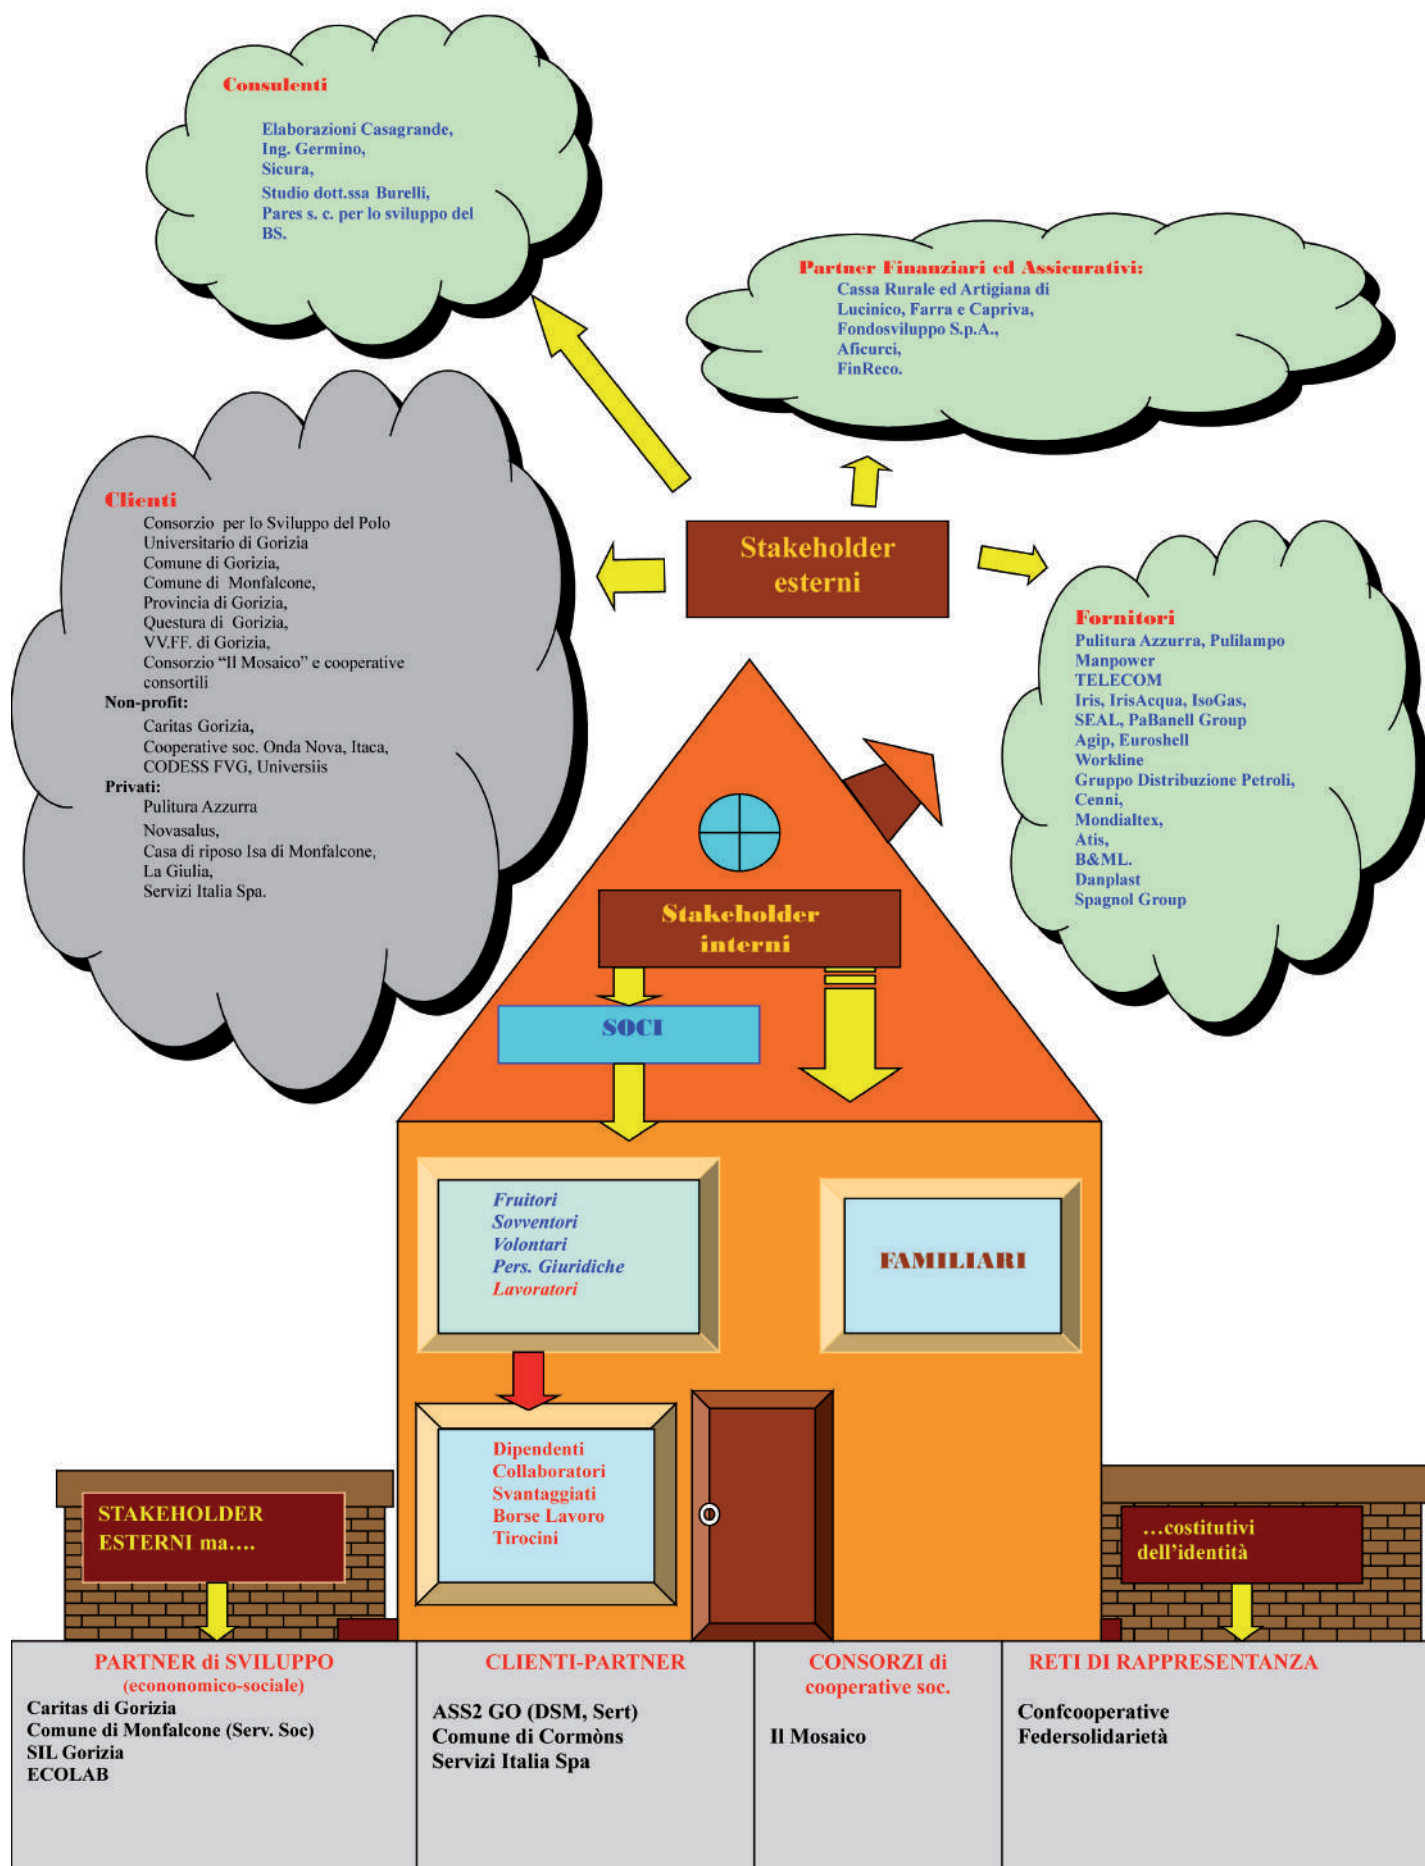 Consulenti
Elaborazioni Casagrande,
Ing. Germino,
Sicura,
Studio dott.ssa Burelli,
Pares s. c. per lo sviluppo del
BS.
Partner Finanziari ed Assicurativi:
Cassa Rurale ed Artigiana di
Lucinico, Farra e Capriva,
Fondosviluppo S.p.A.,
Aficurci,
FinReco.
Clienti
Consorzio per lo Sviluppo del Polo
Universitario di Gorizia
Comune di Gorizia,
Comune di Monfalcone,
Provincia di Gorizia,
Questura di Gorizia,
VV.FF. di Gorizia,
Consorzio “Il Mosaico” e cooperative
consortili
Non-profit:
Caritas Gorizia,
Cooperative soc. Onda Nova, Itaca,
CODESS FVG, Universiis
Privati:
Pulitura Azzurra
Novasalus,
Casa di riposo Isa di Monfalcone,
La Giulia,
Servizi Italia Spa.
Stakeholder
esterni
Fornitori
Pulitura Azzurra, Pulilampo
Manpower
TELECOM
Iris, IrisAcqua, IsoGas,
SEAL, PaBanell Group
Agip, Euroshell
Workline
Gruppo Distribuzione Petroli,
Cenni,
Mondialtex,
Atis,
B&ML.
Danplast
Spagnol Group
Stakeholder
interni
SOCI
Fruitori
Sovventori
Volontari
Pers. Giuridiche
Lavoratori
FAMILIARI
Dipendenti
Collaboratori
Svantaggiati
Borse Lavoro
Tirocini
STAKEHOLDER
ESTERNI ma….
…costitutivi
dell’identità
PARTNER di SVILUPPO
(econonomico-sociale)
Caritas di Gorizia
Comune di Monfalcone (Serv. Soc)
SIL Gorizia
ECOLAB
CLIENTI-PARTNER
ASS2 GO (DSM, Sert)
Comune di Cormòns
Servizi Italia Spa
CONSORZI di
cooperative soc.
Il Mosaico
RETI DI RAPPRESENTANZA
Confcooperative
Federsolidarietà